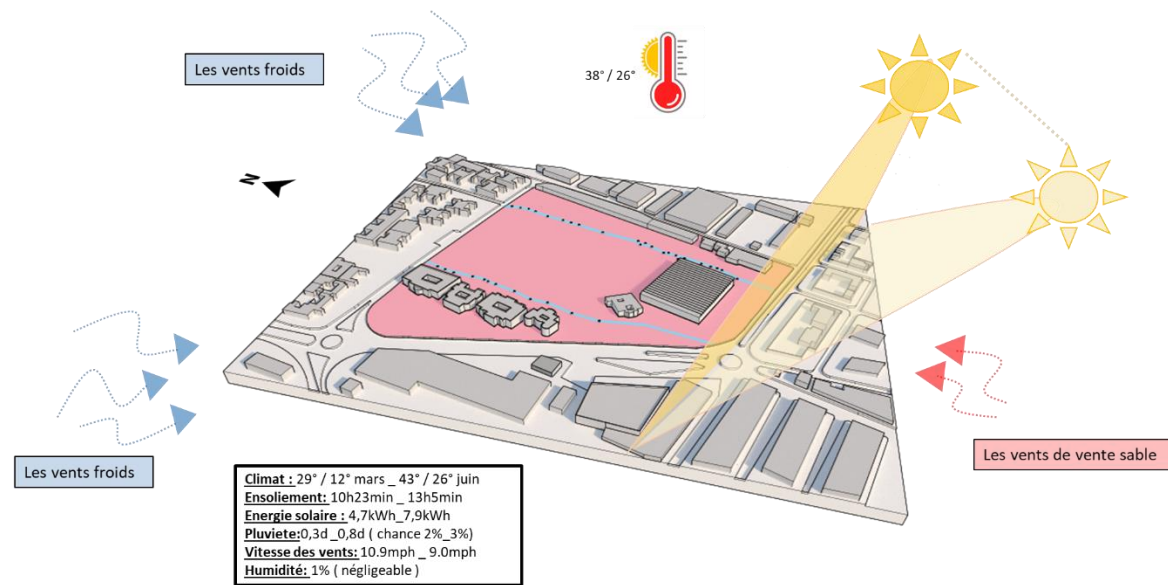 Les vents froids
38° / 26°
N
Les vents froids
Les vents de vente sable
Climat : 29° / 12° mars _ 43° / 26° juin
Ensoliement: 10h23min _ 13h5min
Energie solaire : 4,7kWh_7,9kWh
Pluviete:0,3d _0,8d ( chance 2%_3%)
Vitesse des vents: 10.9mph _ 9.0mph
Humidité: 1% ( négligeable )